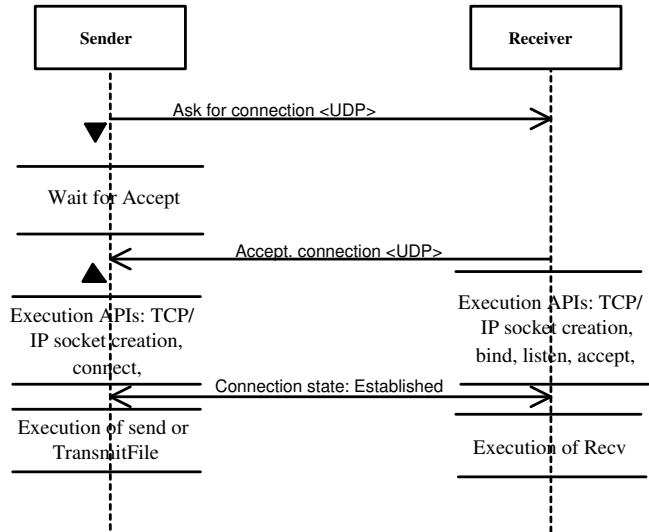 Sender
Receiver
Ask for connection <UDP>
Wait for Accept
Accept. connection <UDP>
Execution APIs: TCP/
IP socket creation,
connect,
Execution APIs: TCP/
IP socket creation,
bind, listen, accept,
Connection state: Established
Execution of send or
TransmitFile
Execution of Recv